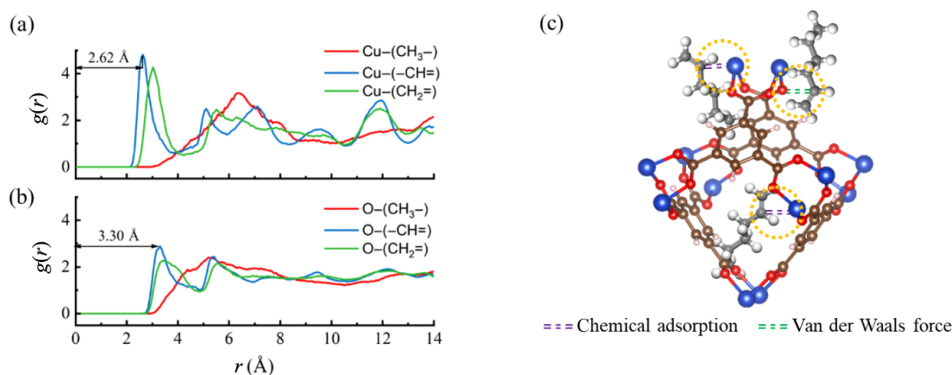 (a)
g(r)
4
2
0
2.62 Å
Cu–(CH₃–)
Cu–(–CH=)
Cu–(CH₂=)
(b)
g(r)
4
2
0
3.30 Å
O–(CH₃–)
O–(–CH=)
O–(CH₂=)
0 2 4 6 8 10 12 14
r (Å)
(c)
Chemical adsorption
Van der Waals force